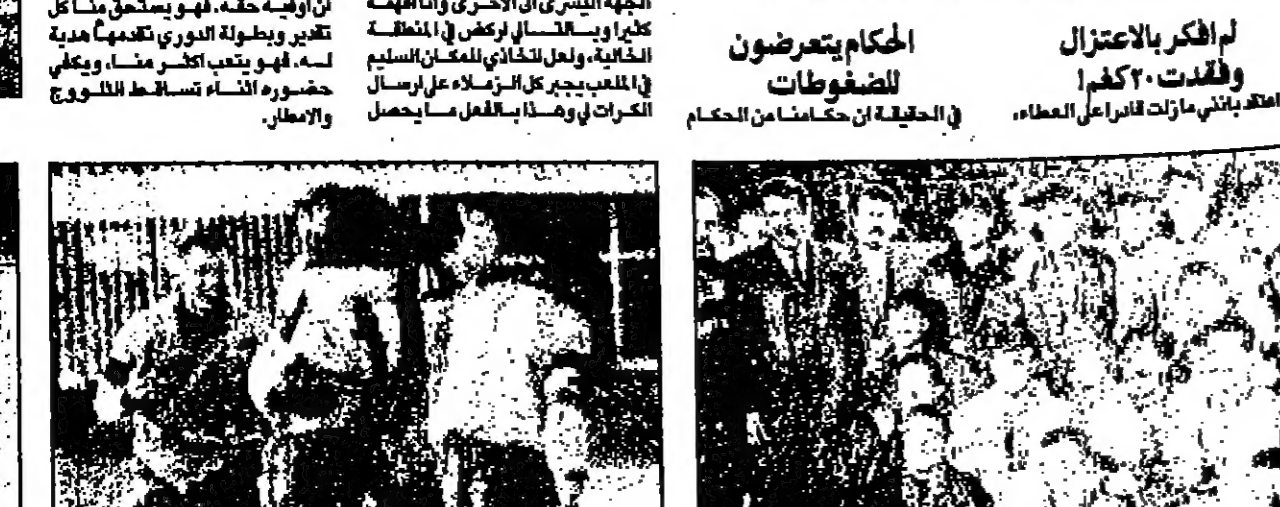 لم افكر بالاعتزال
وفقدت ٢٠ كغم!
اعتقد بانني مازلت قادرا على العطاء،
الحكام يتعرضون
للضغوطات
في الحقيقة ان حكامنا من الحكام
الجهة اليسرى الى الاخرى وانا افهمه
كثيرا وبالتالي اركض في المنطقة
الخالية، ولعل اتخاذي للمكان السليم
في الملعب يجبر كل الزملاء على ارسال
الكرات لي وهذا بالفعل ما يحصل
لن اوفيه حقه. فهو يستحق منا كل
تقدير وبطولة الدوري نقدمها هدية
له، فهو يتعب اكثر منا، ويكفي
حضوره اثناء تساقط الثلوج
والامطار.